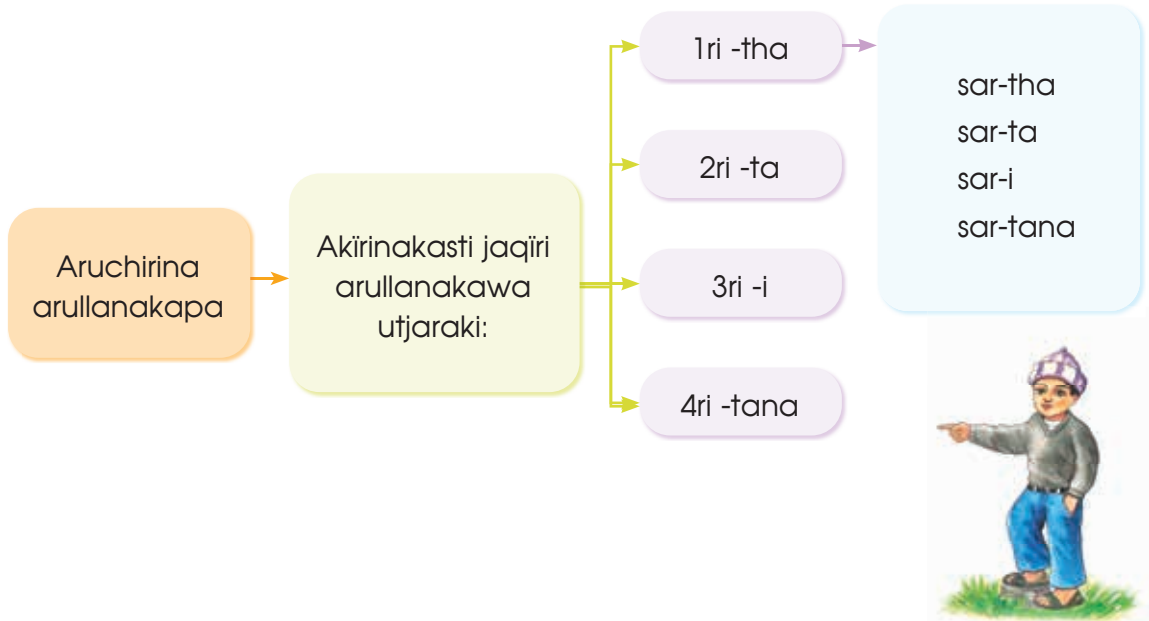 Aruchirina
arullanakapa
Akïrinakasti jaqïri
arullanakawa
utjaraki:
1ri -tha
2ri -ta
3ri -i
4ri -tana
sar-tha
sar-ta
sar-i
sar-tana